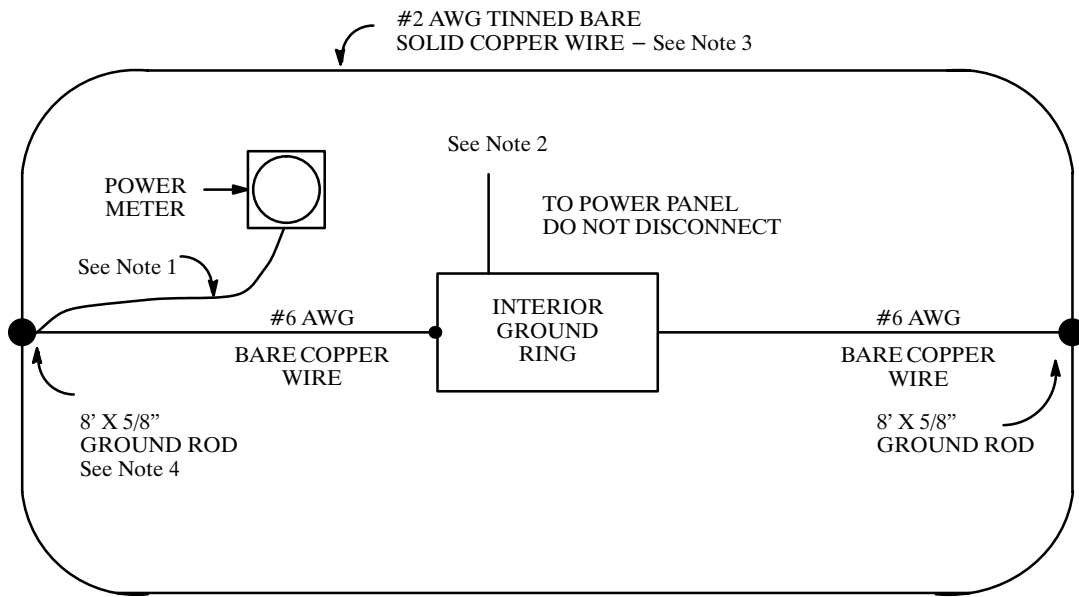 #2 AWG TINNED BARE
SOLID COPPER WIRE – See Note 3
See Note 2
POWER
METER
TO POWER PANEL
DO NOT DISCONNECT
See Note 1
#6 AWG
BARE COPPER
WIRE
INTERIOR
GROUND
RING
#6 AWG
BARE COPPER
WIRE
8’ X 5/8”
GROUND ROD
See Note 4
8’ X 5/8”
GROUND ROD